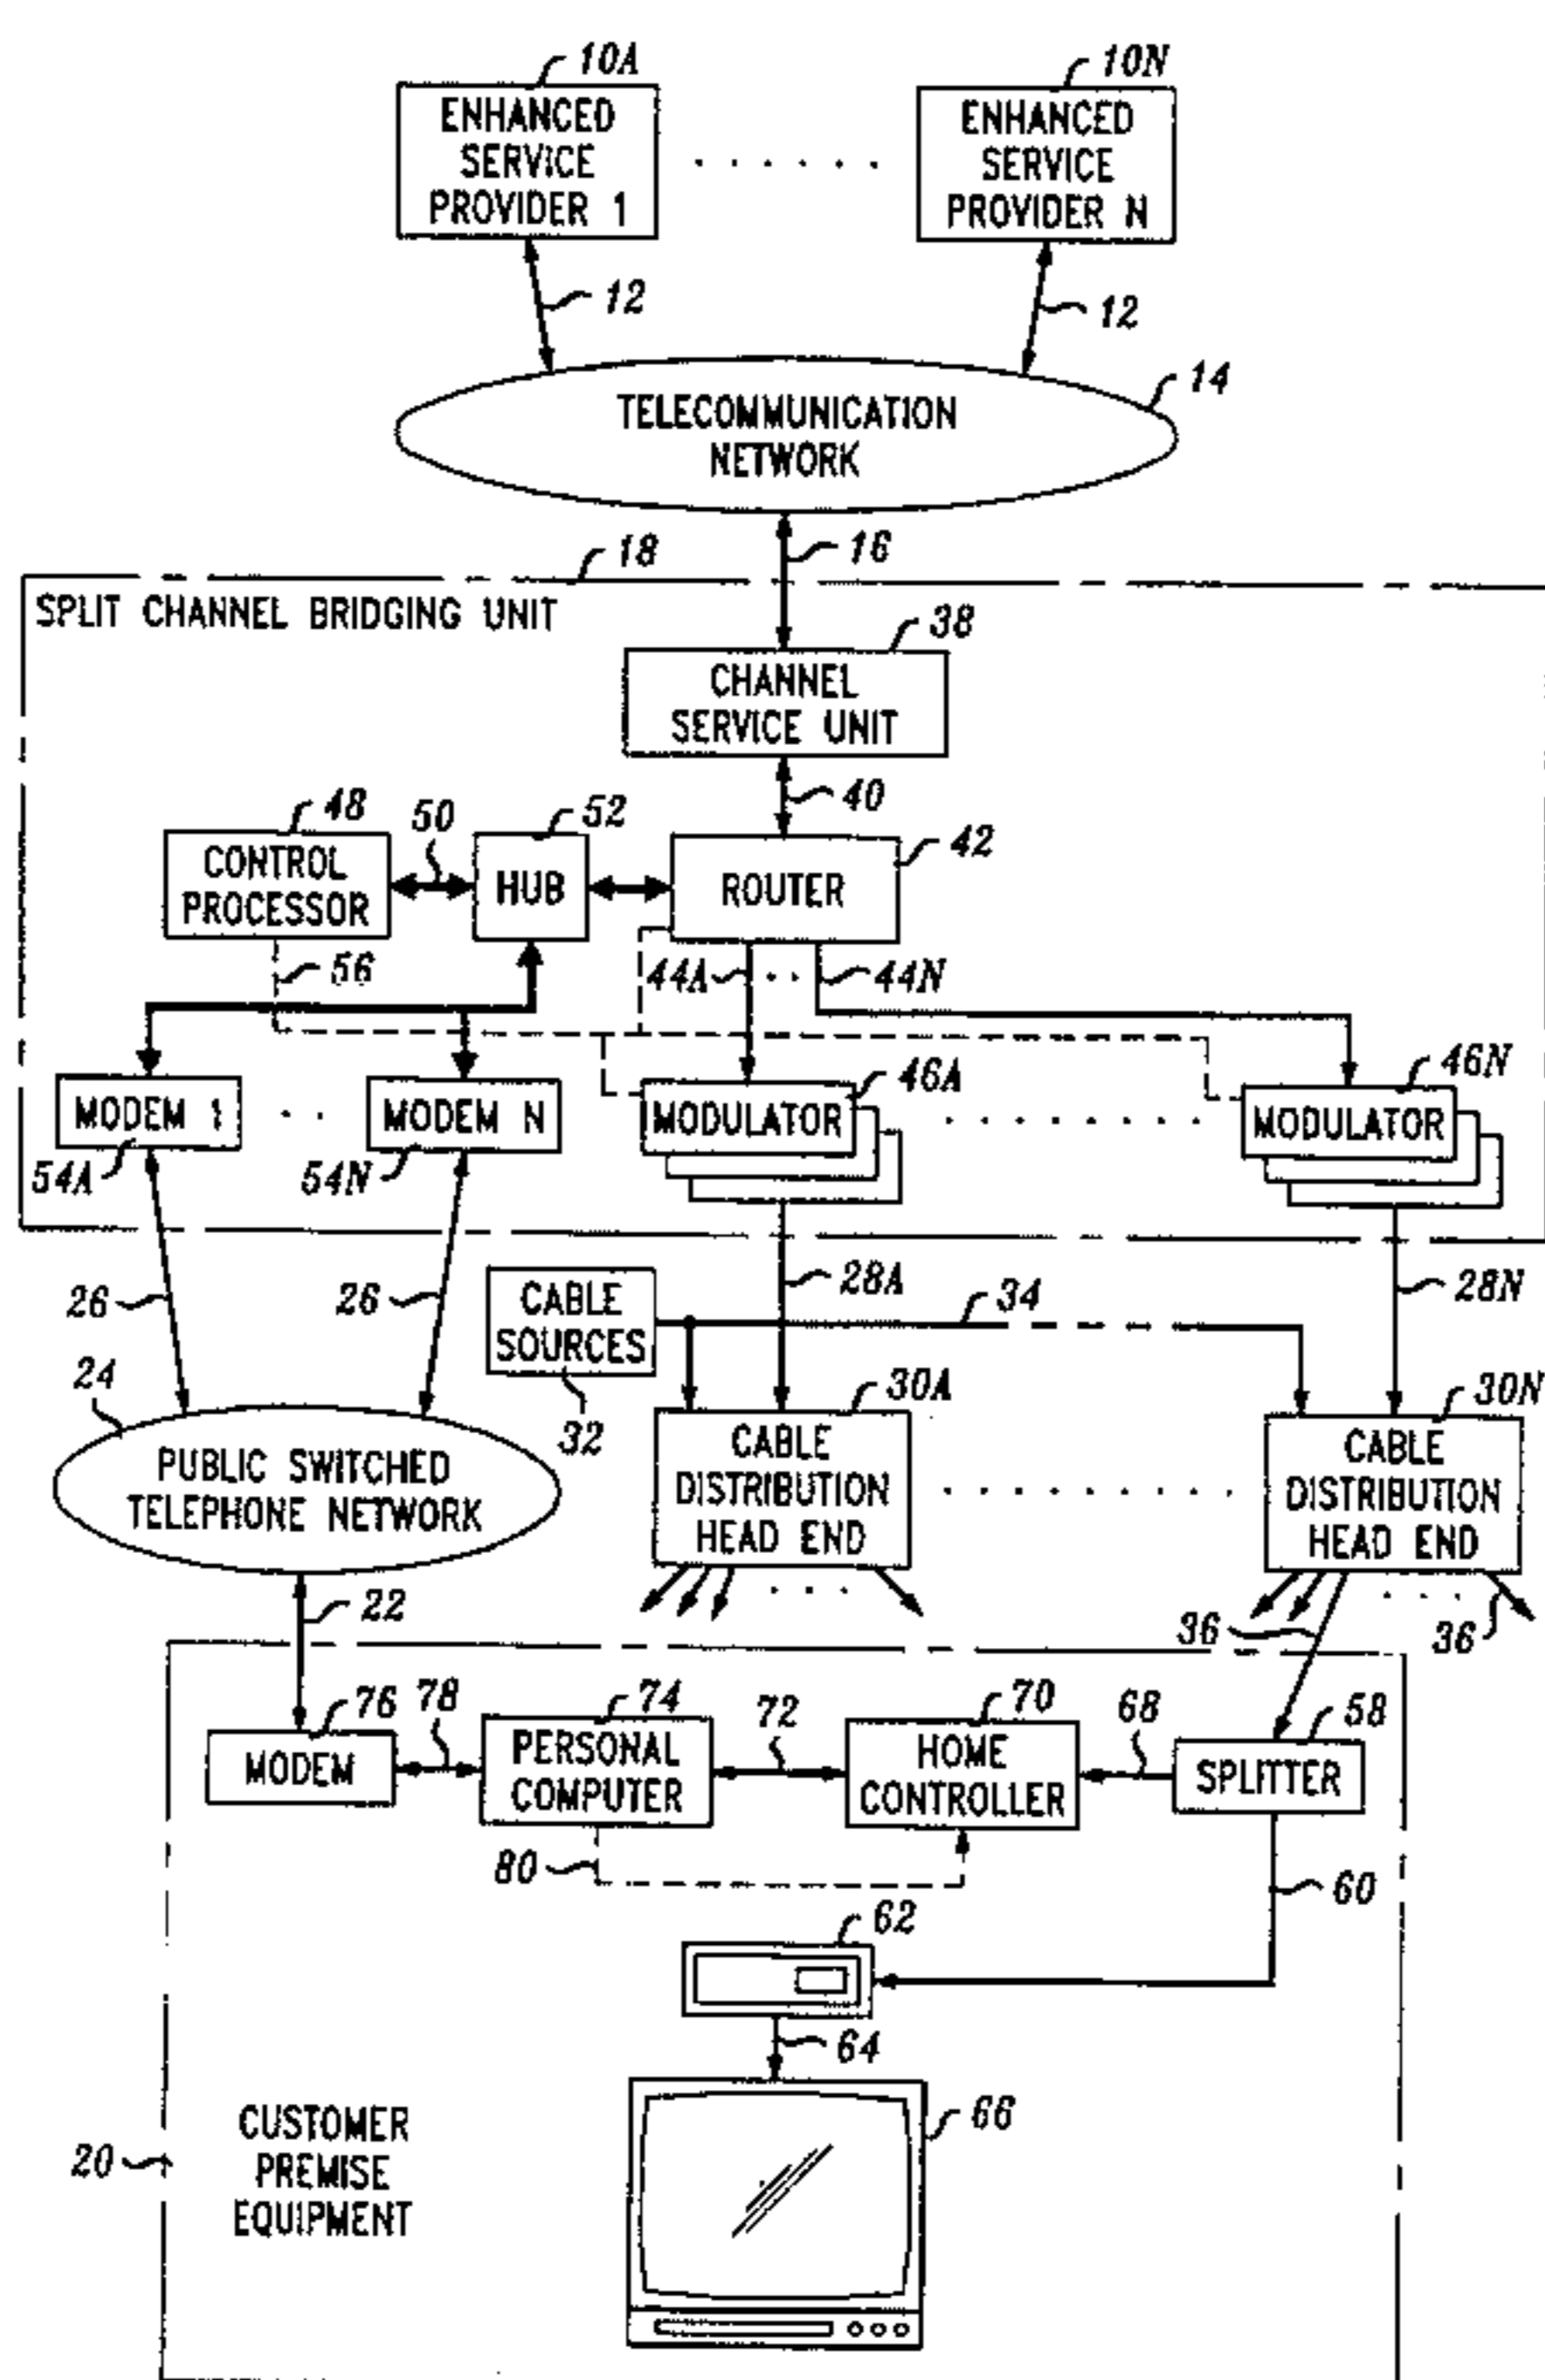 10A
10N
ENHANCED
SERVICE
PROVIDER 1
ENHANCED
SERVICE
PROVIDER N
12
12
14
TELECOMMUNICATION
NETWORK
16
18
SPLIT CHANNEL BRIDGING UNIT
38
CHANNEL
SERVICE UNIT
40
48
50
52
42
CONTROL
PROCESSOR
HUB
ROUTER
56
44A
44N
46A
46N
MODEM 1
MODEM N
MODULATOR
MODULATOR
54A
54N
26
26
CABLE
SOURCES
32
28A
34
28N
24
30A
30N
PUBLIC SWITCHED
TELEPHONE NETWORK
CABLE
DISTRIBUTION
HEAD END
CABLE
DISTRIBUTION
HEAD END
22
36
36
76
78
74
72
70
68
58
MODEM
PERSONAL
COMPUTER
HOME
CONTROLLER
SPLITTER
80
60
62
64
66
20
CUSTOMER
PREMISE
EQUIPMENT